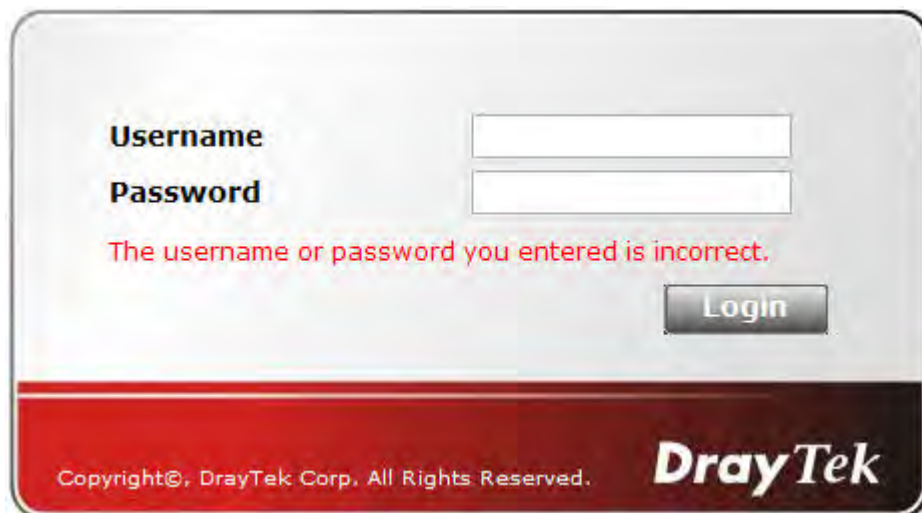 Username
Password
The username or password you entered is incorrect.
Login
Copyright©, DrayTek Corp. All Rights Reserved.
DrayTek